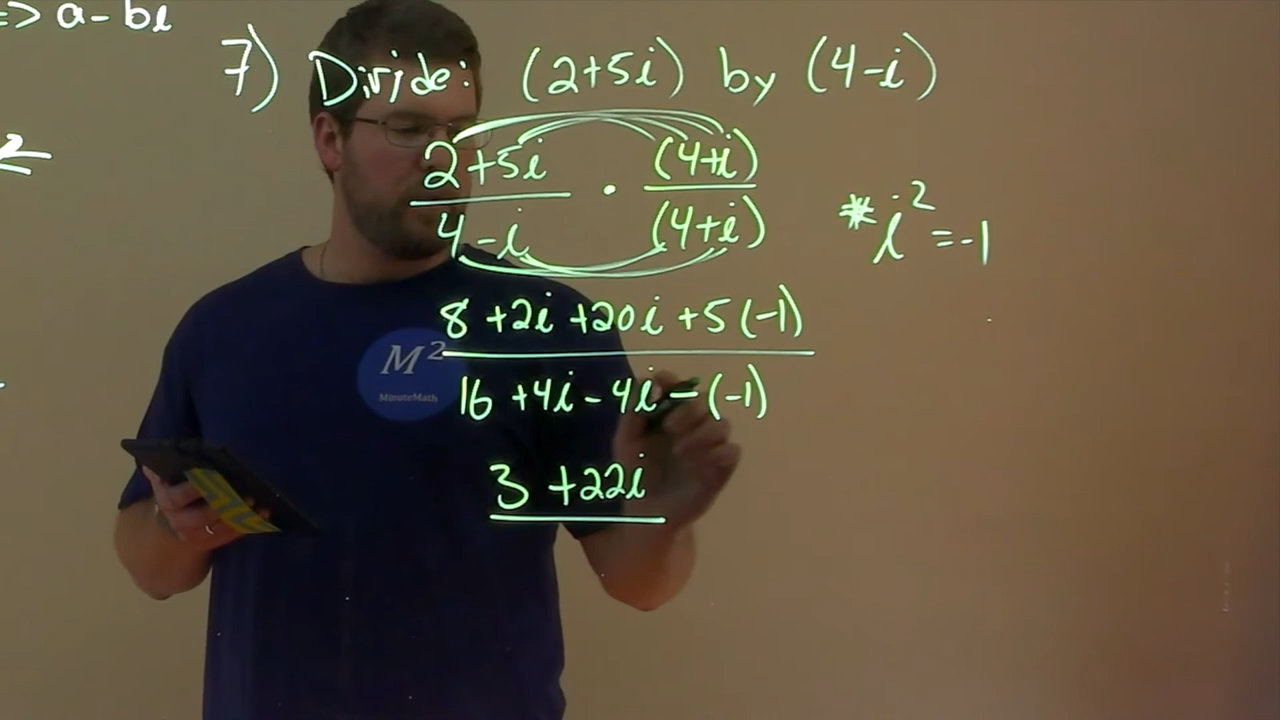 => a - bi
7) Divide: (2+5i) by (4-i)
2
2+5i . (4+i)
4-i (4+i)
* i² = -1
8 +2i +20i +5(-1)
M²
MinuteMath
16 +4i - 4i - (-1)
3 +22i